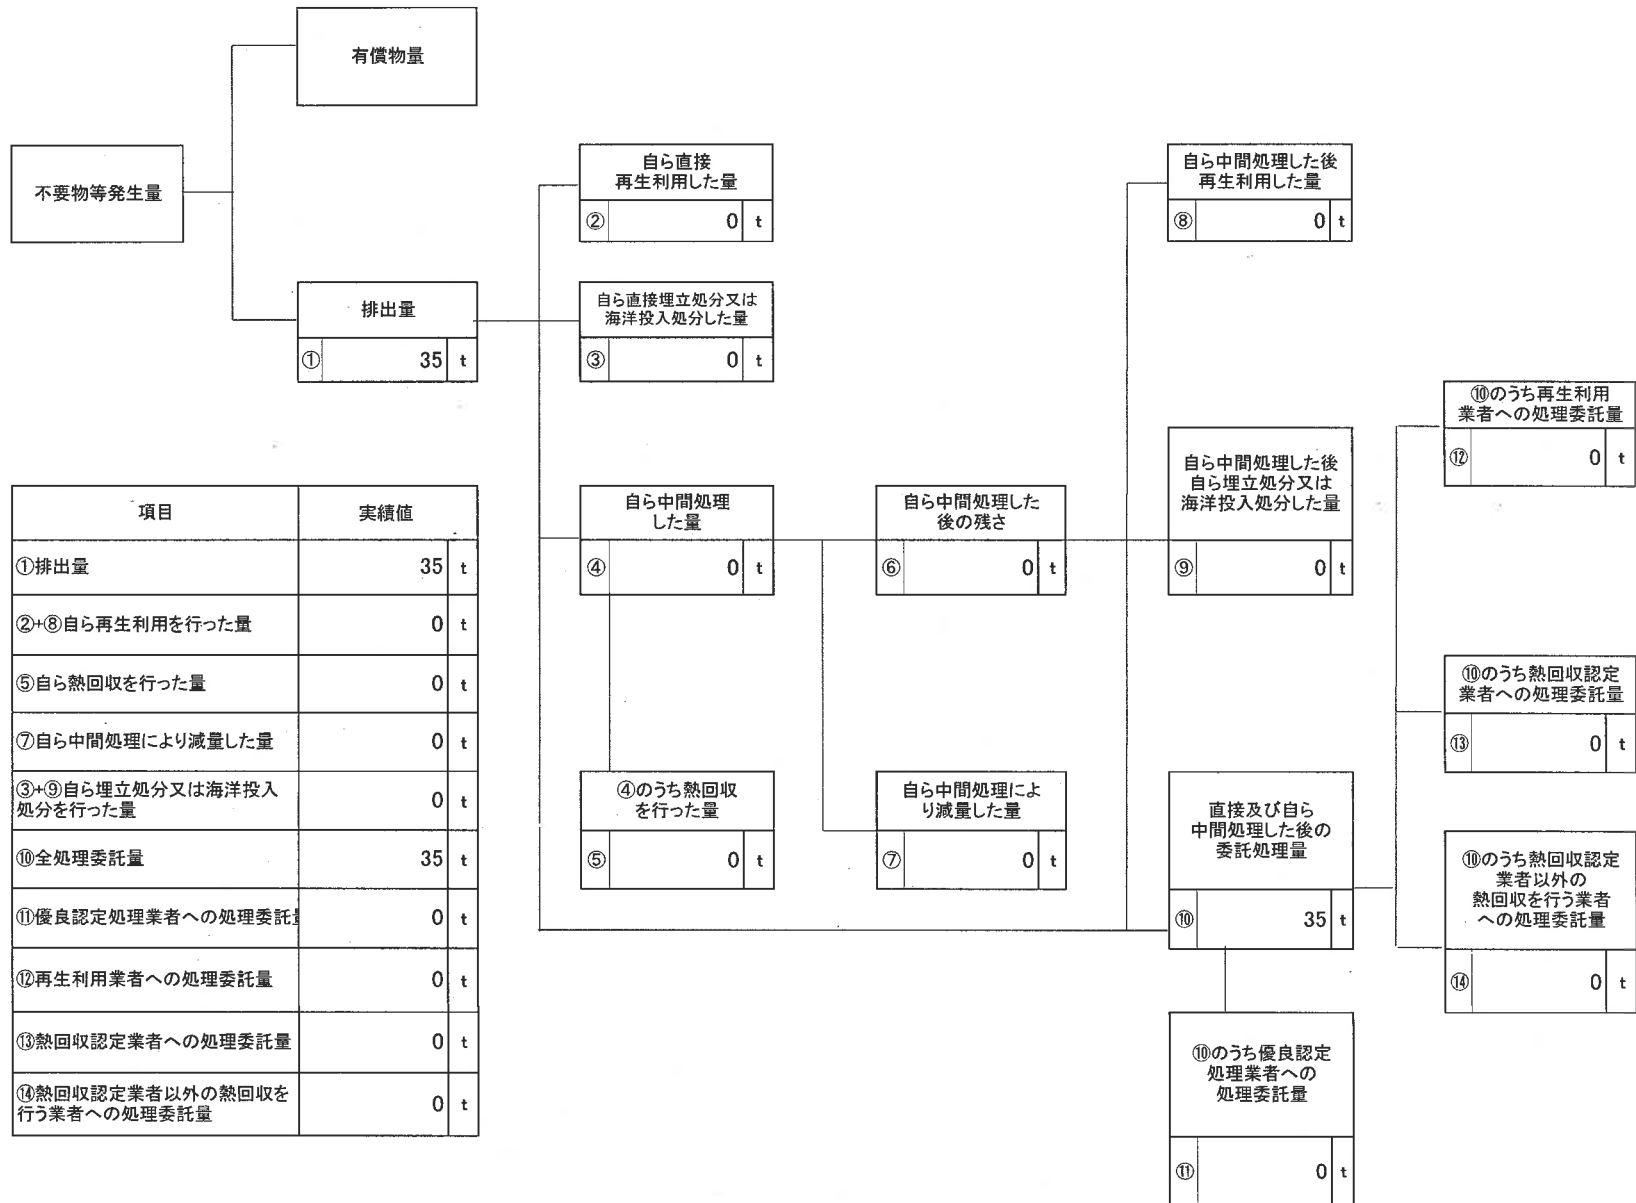 有償物量
不要物等発生量
排出量
① 35 t
自ら直接
再生利用した量
② 0 t
自ら直接埋立処分又は
海洋投入処分した量
③ 0 t
自ら中間処理
した量
④ 0 t
④のうち熱回収
を行った量
⑤ 0 t
自ら中間処理した
後の残さ
⑥ 0 t
自ら中間処理によ
り減量した量
⑦ 0 t
自ら中間処理した後
再生利用した量
⑧ 0 t
自ら中間処理した後
自ら埋立処分又は
海洋投入処分した量
⑨ 0 t
直接及び自ら
中間処理した後の
委託処理量
⑩ 35 t
⑩のうち優良認定
処理業者への
処理委託量
⑪ 0 t
⑩のうち再生利用
業者への処理委託量
⑫ 0 t
⑩のうち熱回収認定
業者への処理委託量
⑬ 0 t
⑩のうち熱回収認定
業者以外の
熱回収を行う業者
への処理委託量
⑭ 0 t
項目 実績値
①排出量 35 t
②+⑧自ら再生利用を行った量 0 t
⑤自ら熱回収を行った量 0 t
⑦自ら中間処理により減量した量 0 t
③+⑨自ら埋立処分又は海洋投入
処分を行った量 0 t
⑩全処理委託量 35 t
⑪優良認定処理業者への処理委託 0 t
⑫再生利用業者への処理委託量 0 t
⑬熱回収認定業者への処理委託量 0 t
⑭熱回収認定業者以外の熱回収を
行う業者への処理委託量 0 t